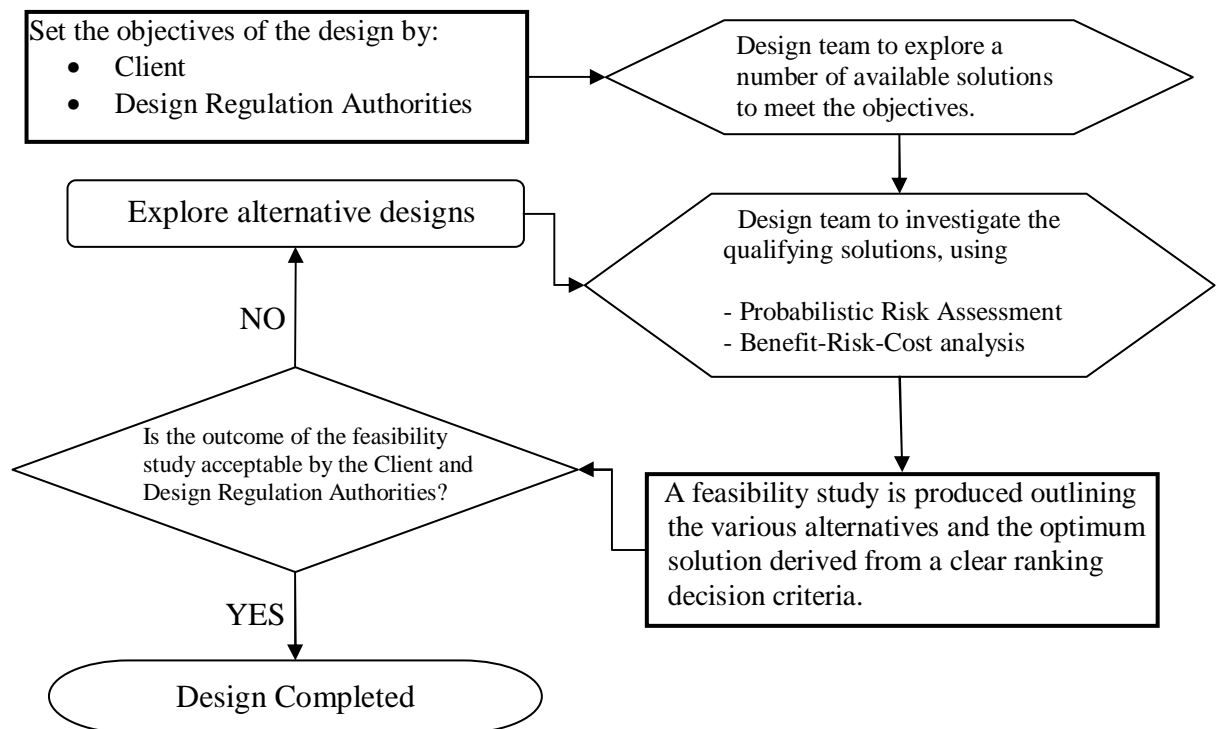 Set the objectives of the design by:
• Client
• Design Regulation Authorities
Design team to explore a
number of available solutions
to meet the objectives.
Explore alternative designs
Design team to investigate the
qualifying solutions, using
- Probabilistic Risk Assessment
- Benefit-Risk-Cost analysis
NO
Is the outcome of the feasibility
study acceptable by the Client and
Design Regulation Authorities?
A feasibility study is produced outlining
the various alternatives and the optimum
solution derived from a clear ranking
decision criteria.
YES
Design Completed